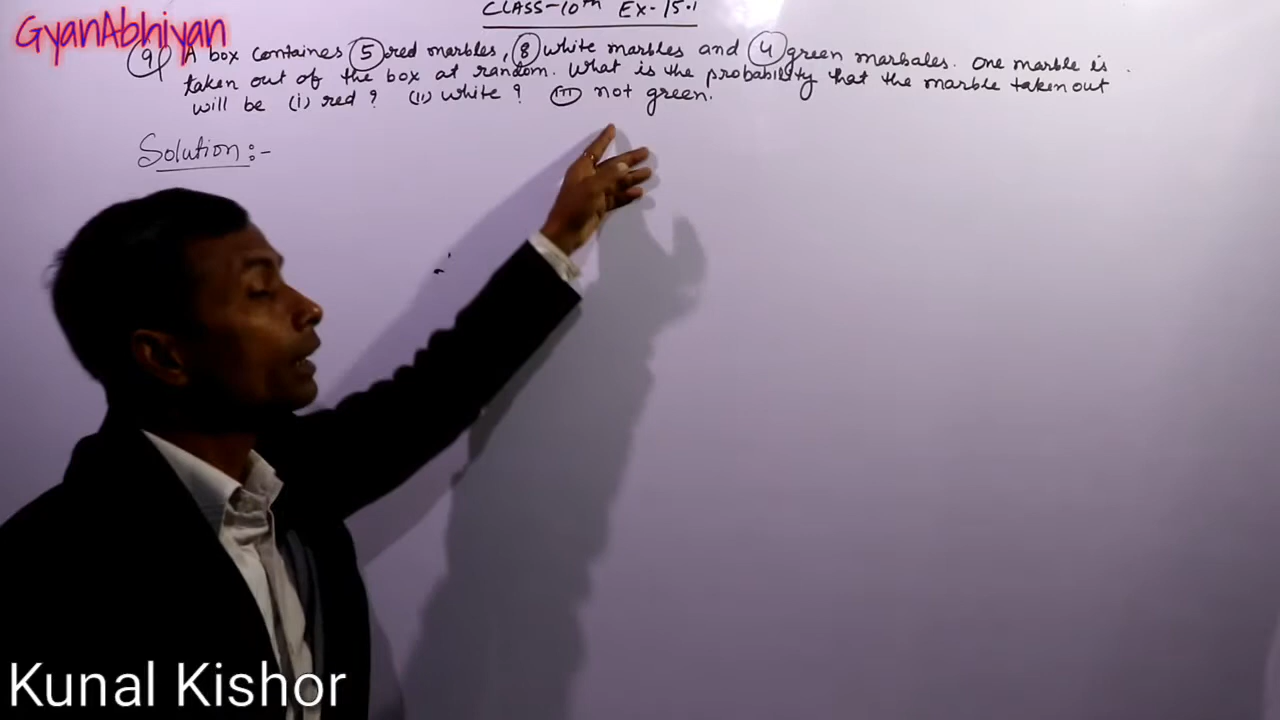 CLASS-10th EX-15.1
GyanAbhiyan
9) A box containes 5 red marbles, 8 white marbles and 4 green marbales. One marble is
taken out of the box at random. What is the probability that the marble taken out
will be (i) red ? (ii) white ? (iii) not green.
Solution :-
Kunal Kishor